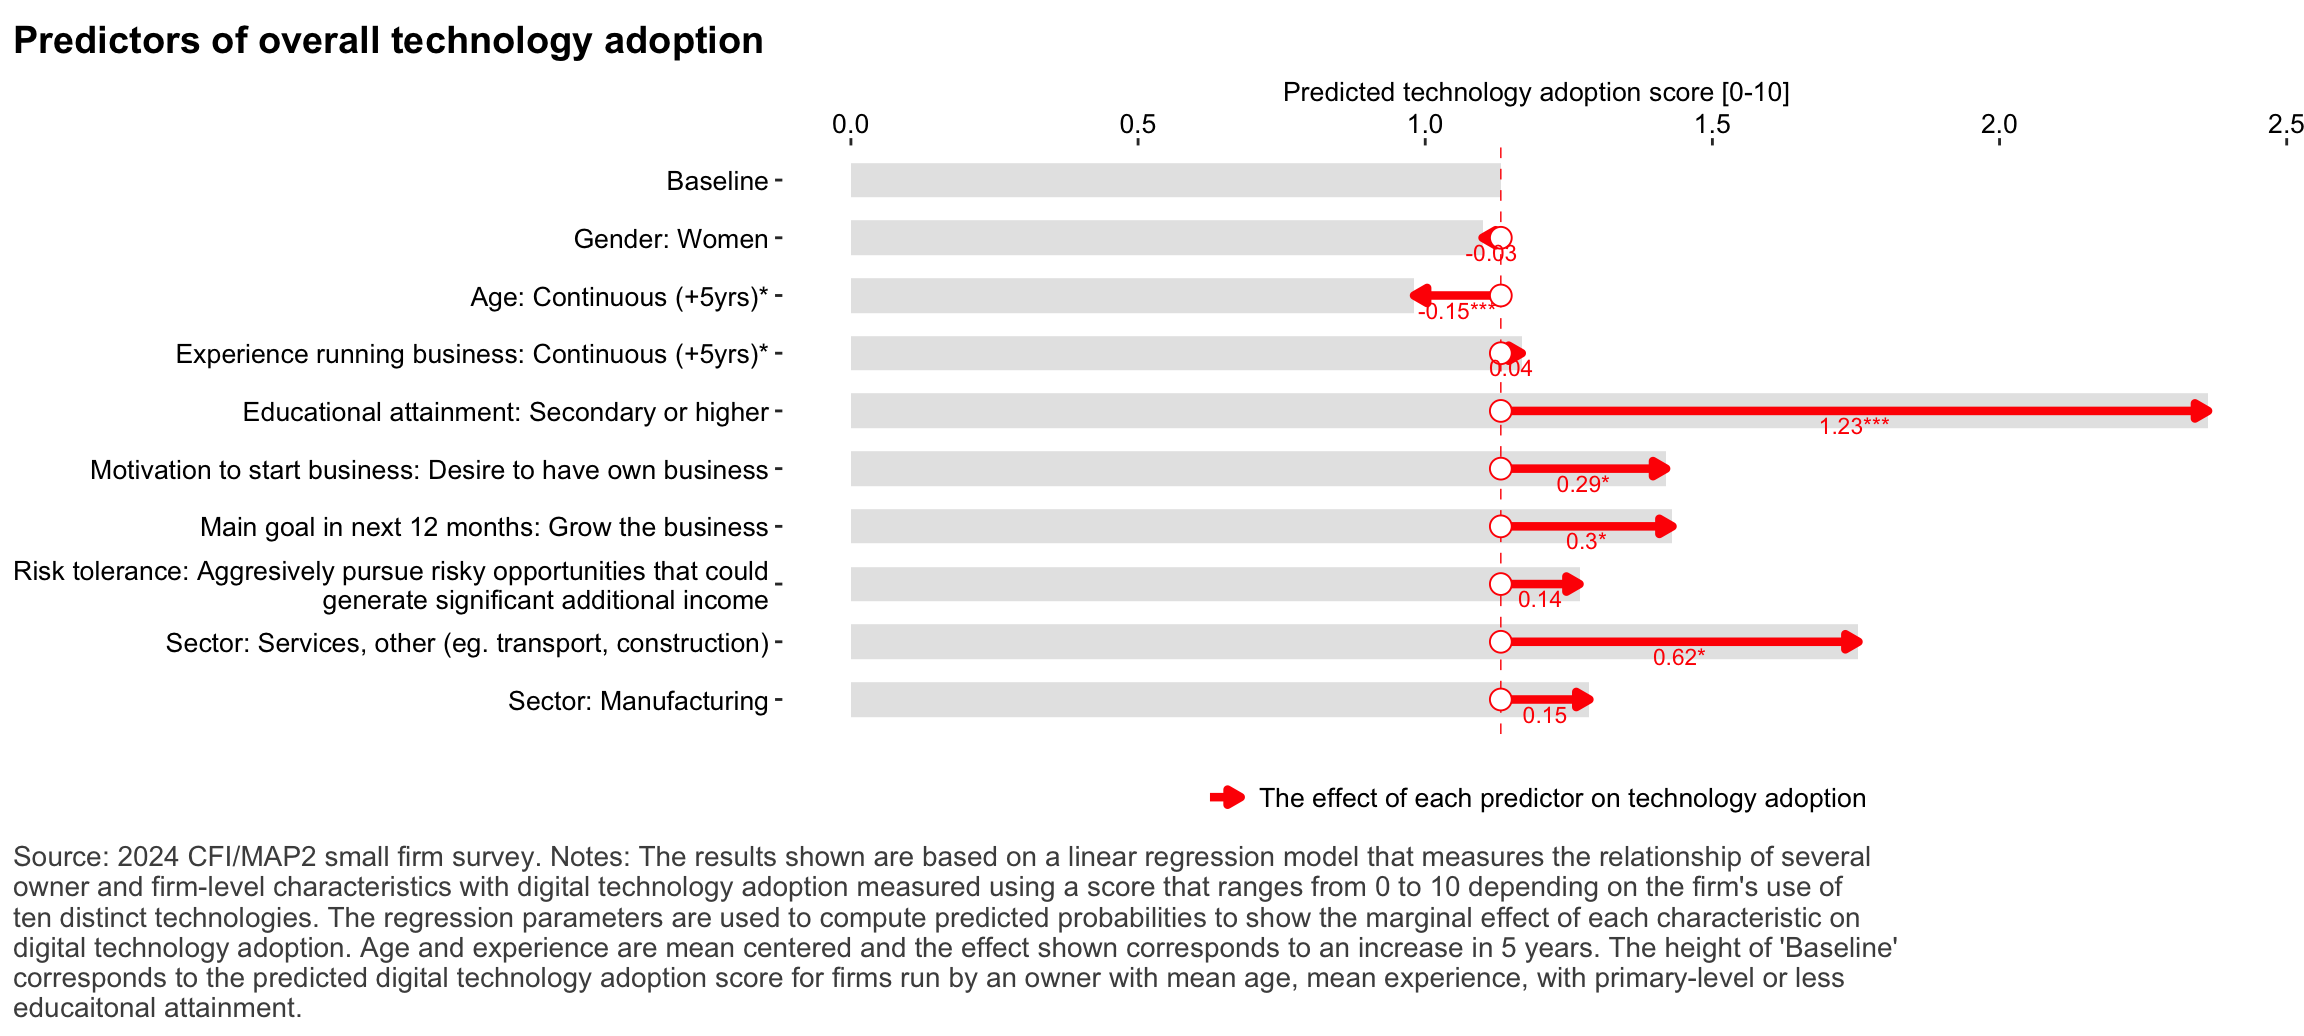 Predictors of overall technology adoption
Predicted technology adoption score [0-10]
0.0 0.5 1.0 1.5 2.0 2.5
Baseline
Gender: Women
-0.03
Age: Continuous (+5yrs)*
-0.15***
Experience running business: Continuous (+5yrs)*
0.04
Educational attainment: Secondary or higher
1.23***
Motivation to start business: Desire to have own business
0.29*
Main goal in next 12 months: Grow the business
0.3*
Risk tolerance: Aggresively pursue risky opportunities that could
generate significant additional income
0.14
Sector: Services, other (eg. transport, construction)
0.62*
Sector: Manufacturing
0.15
The effect of each predictor on technology adoption
Source: 2024 CFI/MAP2 small firm survey. Notes: The results shown are based on a linear regression model that measures the relationship of several
owner and firm-level characteristics with digital technology adoption measured using a score that ranges from 0 to 10 depending on the firm's use of
ten distinct technologies. The regression parameters are used to compute predicted probabilities to show the marginal effect of each characteristic on
digital technology adoption. Age and experience are mean centered and the effect shown corresponds to an increase in 5 years. The height of 'Baseline'
corresponds to the predicted digital technology adoption score for firms run by an owner with mean age, mean experience, with primary-level or less
educaitonal attainment.